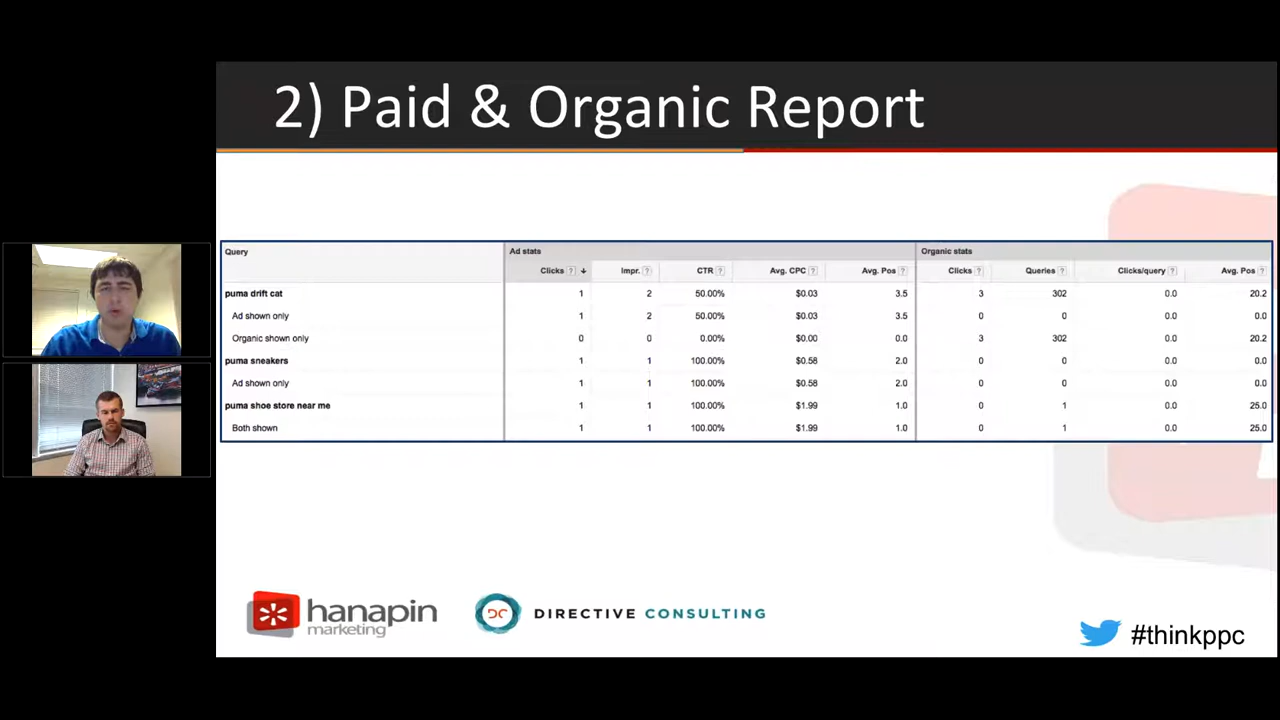 2) Paid & Organic Report
Query Ad stats Organic stats
Clicks ? ↓ Impr. ? CTR ? Avg. CPC ? Avg. Pos ? Clicks ? Queries ? Clicks/query ? Avg. Pos ?
puma drift cat 1 2 50.00% $0.03 3.5 3 302 0.0 20.2
Ad shown only 1 2 50.00% $0.03 3.5 0 0 0.0 0.0
Organic shown only 0 0 0.00% $0.00 0.0 3 302 0.0 20.2
puma sneakers 1 1 100.00% $0.58 2.0 0 0 0.0 0.0
Ad shown only 1 1 100.00% $0.58 2.0 0 0 0.0 0.0
puma shoe store near me 1 1 100.00% $1.99 1.0 0 1 0.0 25.0
Both shown 1 1 100.00% $1.99 1.0 0 1 0.0 25.0
hanapin
marketing
DC DIRECTIVE CONSULTING
#thinkppc